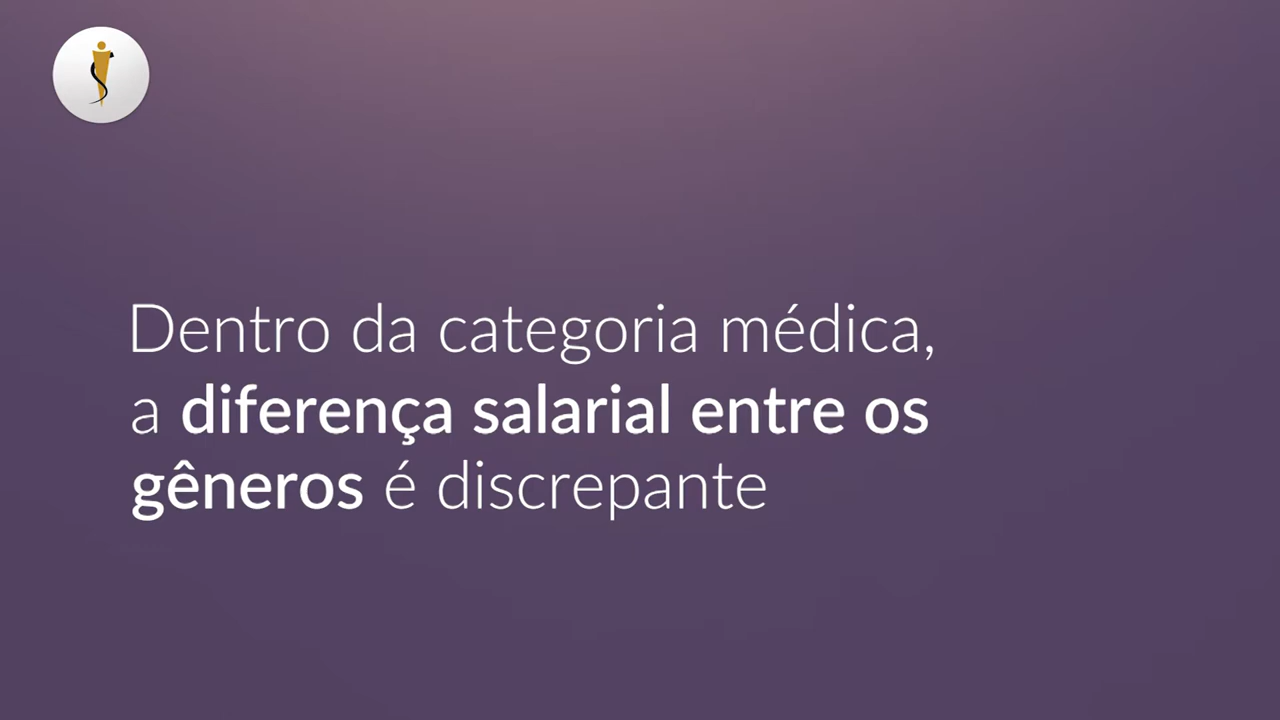 Dentro da categoria médica,
a diferença salarial entre os
gêneros é discrepante